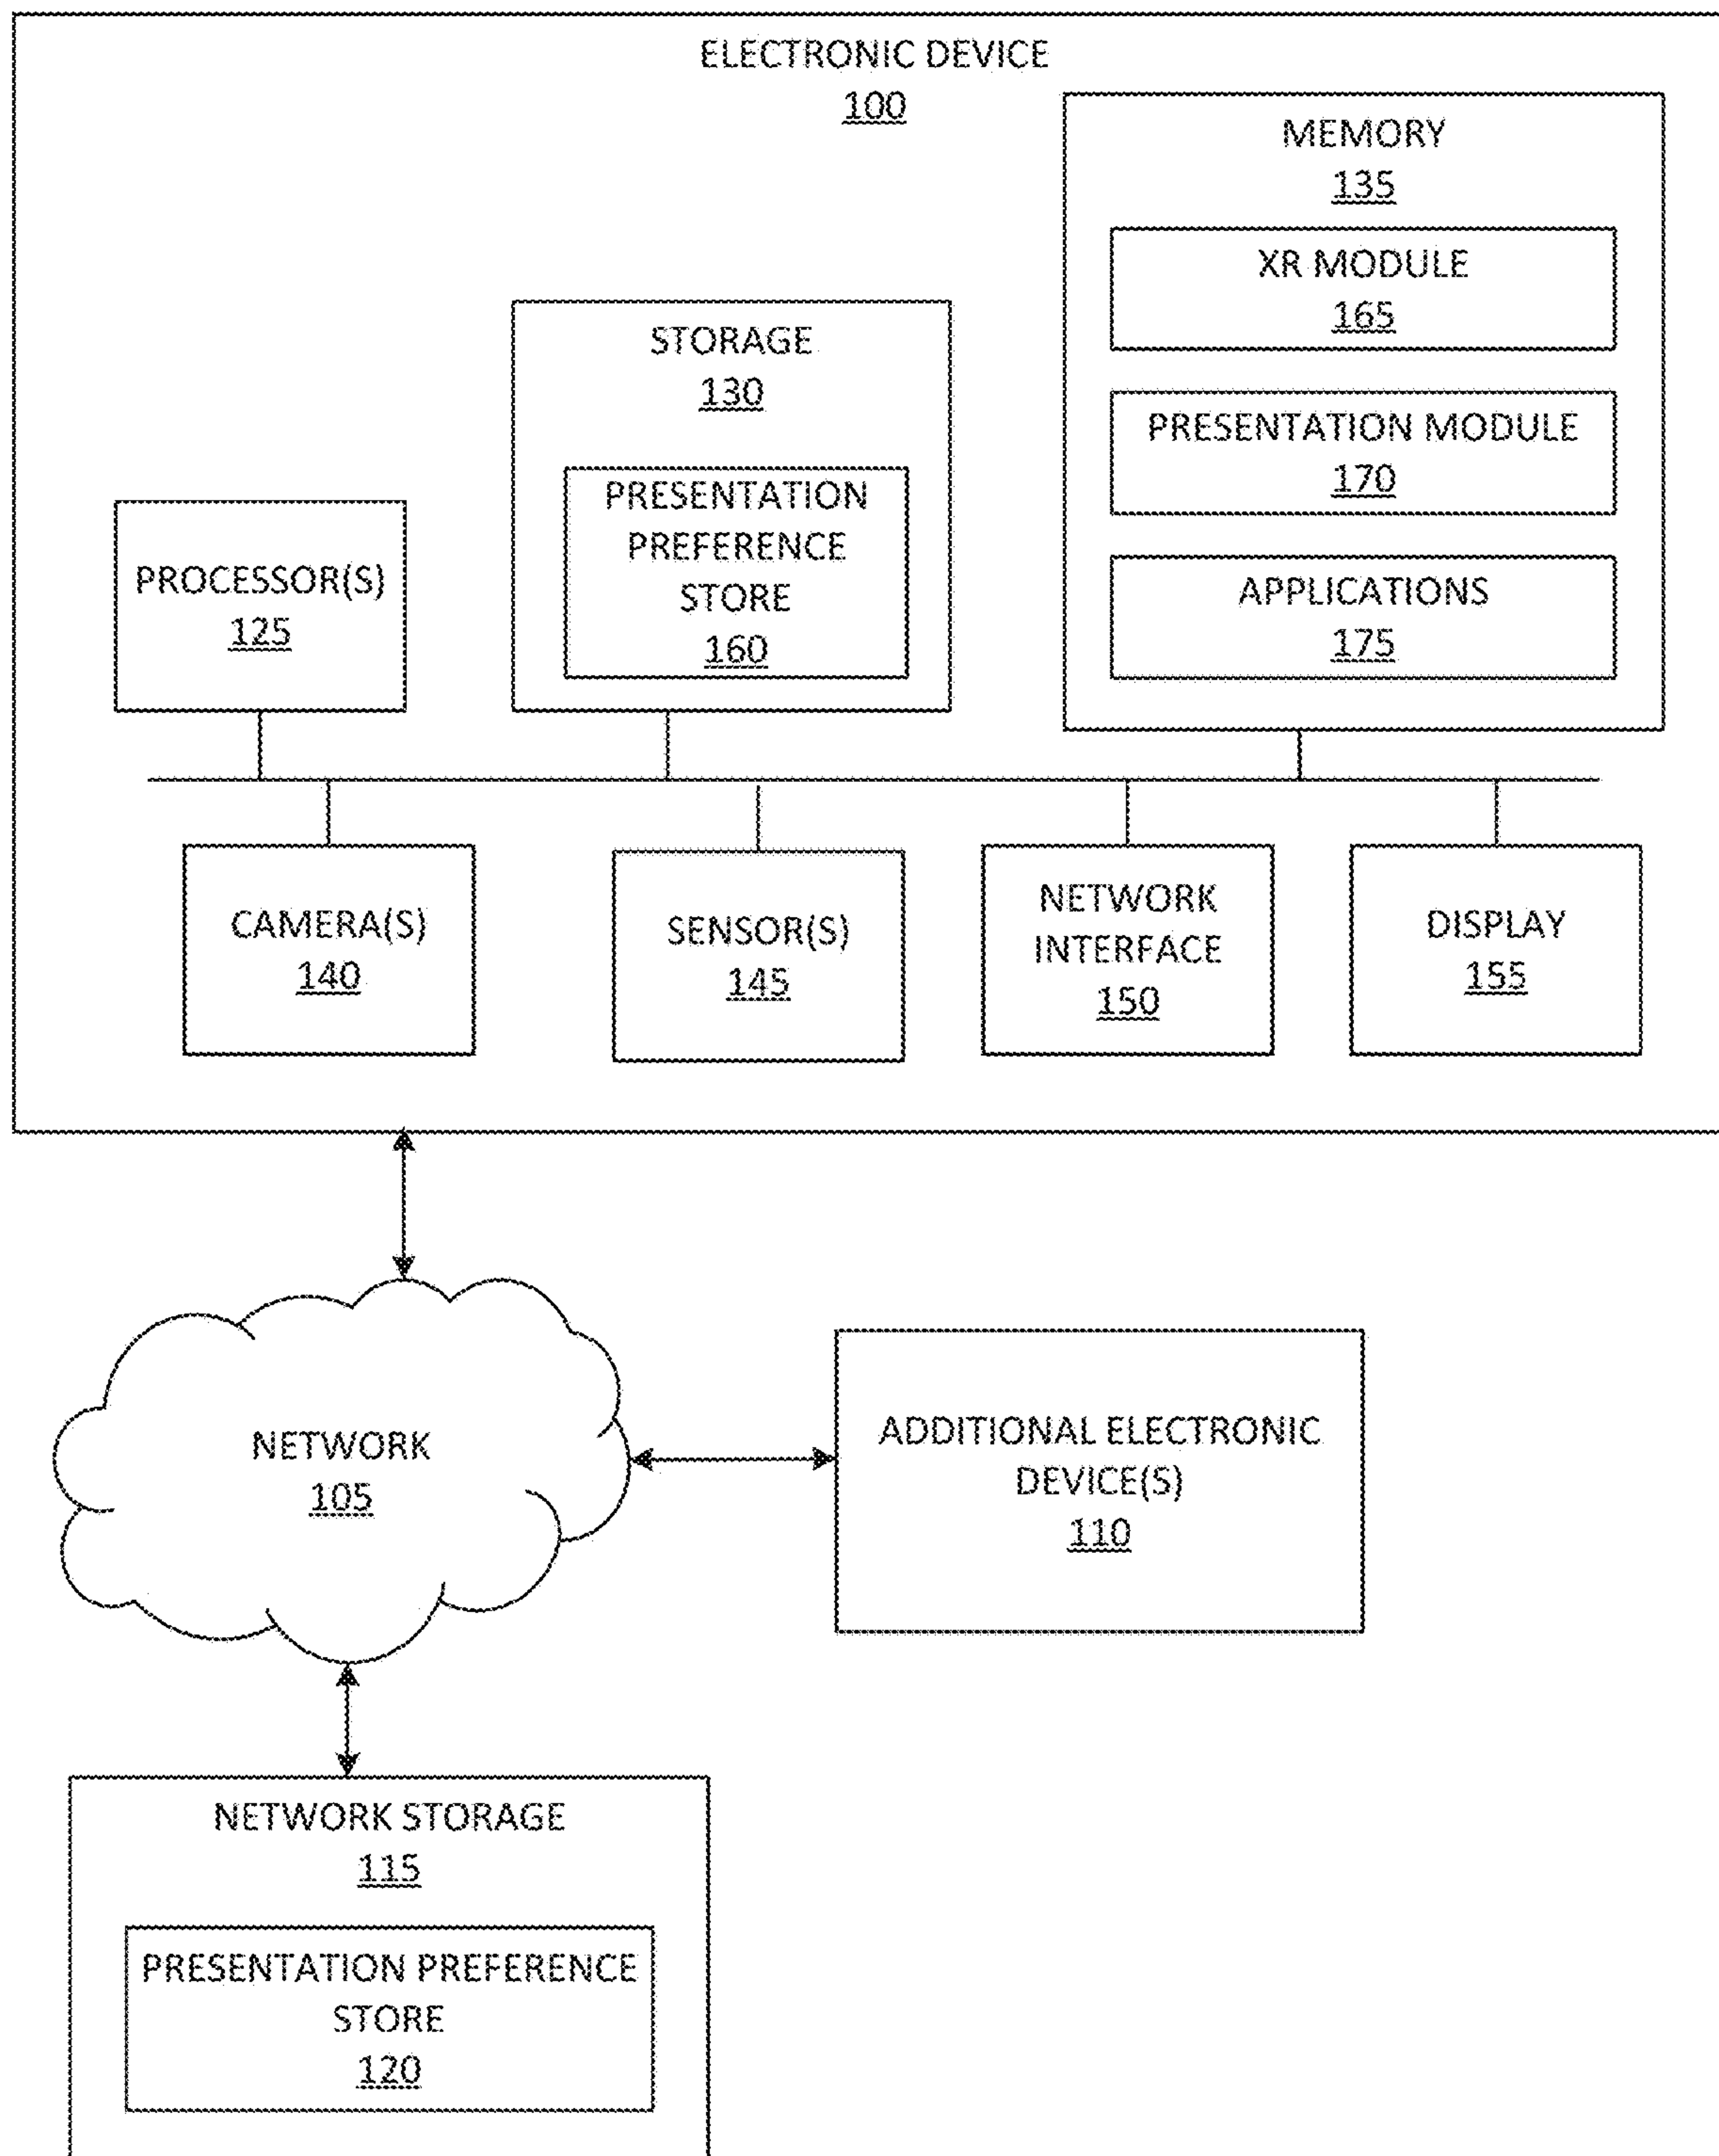 ELECTRONIC DEVICE
100
MEMORY
135
XR MODULE
165
PRESENTATION MODULE
170
APPLICATIONS
175
STORAGE
130
PRESENTATION
PREFERENCE
STORE
160
PROCESSOR(S)
125
CAMERA(S)
140
SENSOR(S)
145
NETWORK
INTERFACE
150
DISPLAY
155
NETWORK
105
ADDITIONAL ELECTRONIC
DEVICE(S)
110
NETWORK STORAGE
115
PRESENTATION PREFERENCE
STORE
120